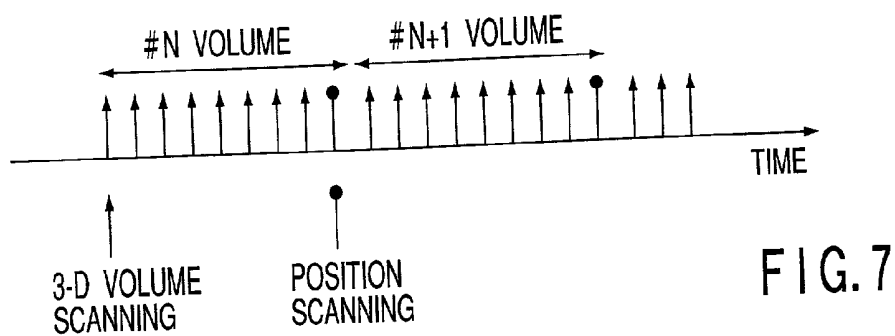 #N VOLUME
#N+1 VOLUME
TIME
3-D VOLUME
SCANNING
POSITION
SCANNING
FIG. 7